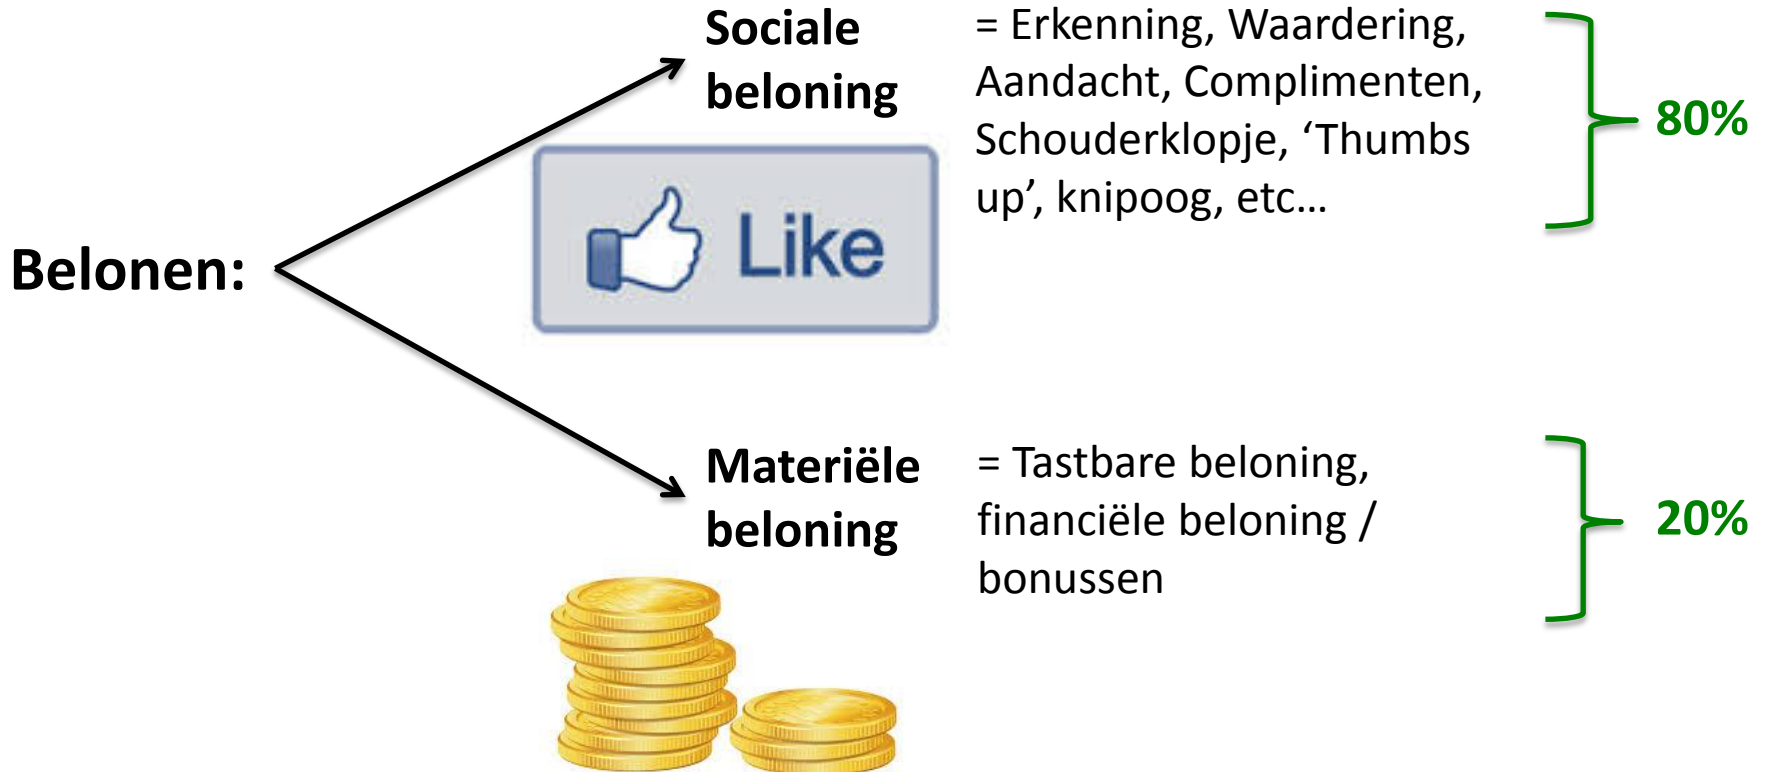 Sociale
beloning
= Erkenning, Waardering,
Aandacht, Complimenten,
Schouderklopje, ‘Thumbs
up’, knipoog, etc…
80%
Like
Belonen:
Materiële
beloning
= Tastbare beloning,
financiële beloning /
bonussen
20%